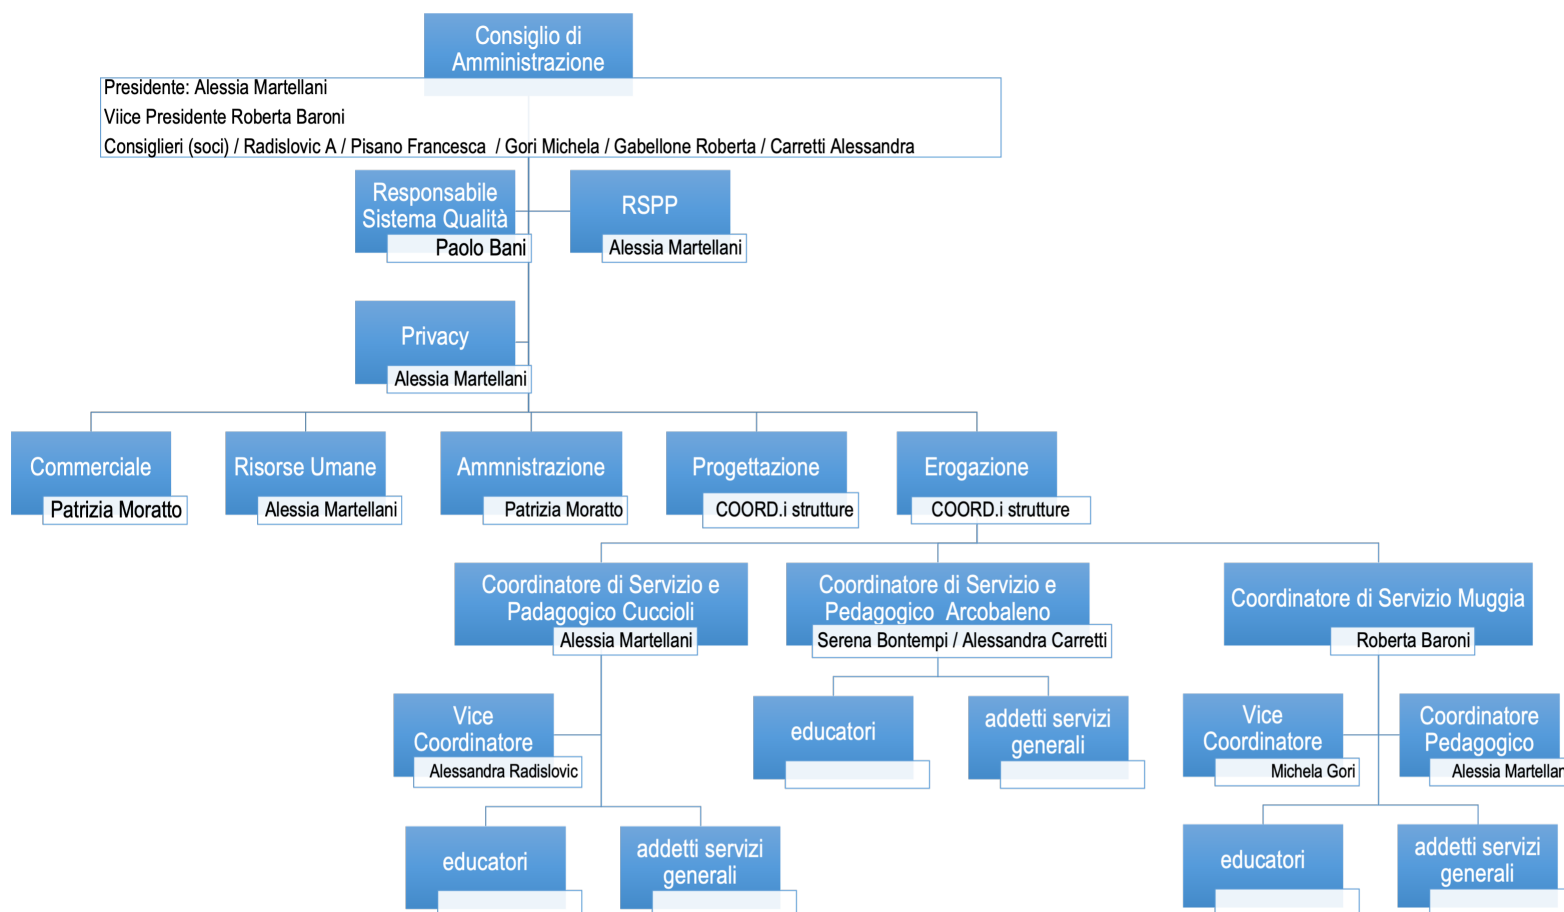 Consiglio di
Amministrazione
Presidente: Alessia Martellani
Viice Presidente Roberta Baroni
Consiglieri (soci) / Radislovic A / Pisano Francesca / Gori Michela / Gabellone Roberta / Carretti Alessandra
Responsabile
Sistema Qualità
Paolo Bani
RSPP
Alessia Martellani
Privacy
Alessia Martellani
Commerciale
Patrizia Moratto
Risorse Umane
Alessia Martellani
Ammnistrazione
Patrizia Moratto
Progettazione
COORD.i strutture
Erogazione
COORD.i strutture
Coordinatore di Servizio e
Padagogico Cuccioli
Alessia Martellani
Coordinatore di Servizio e
Pedagogico Arcobaleno
Serena Bontempi / Alessandra Carretti
Coordinatore di Servizio Muggia
Roberta Baroni
Vice
Coordinatore
Alessandra Radislovic
educatori
addetti servizi
generali
Vice
Coordinatore
Michela Gori
Coordinatore
Pedagogico
Alessia Martellan
educatori
addetti servizi
generali
educatori
addetti servizi
generali